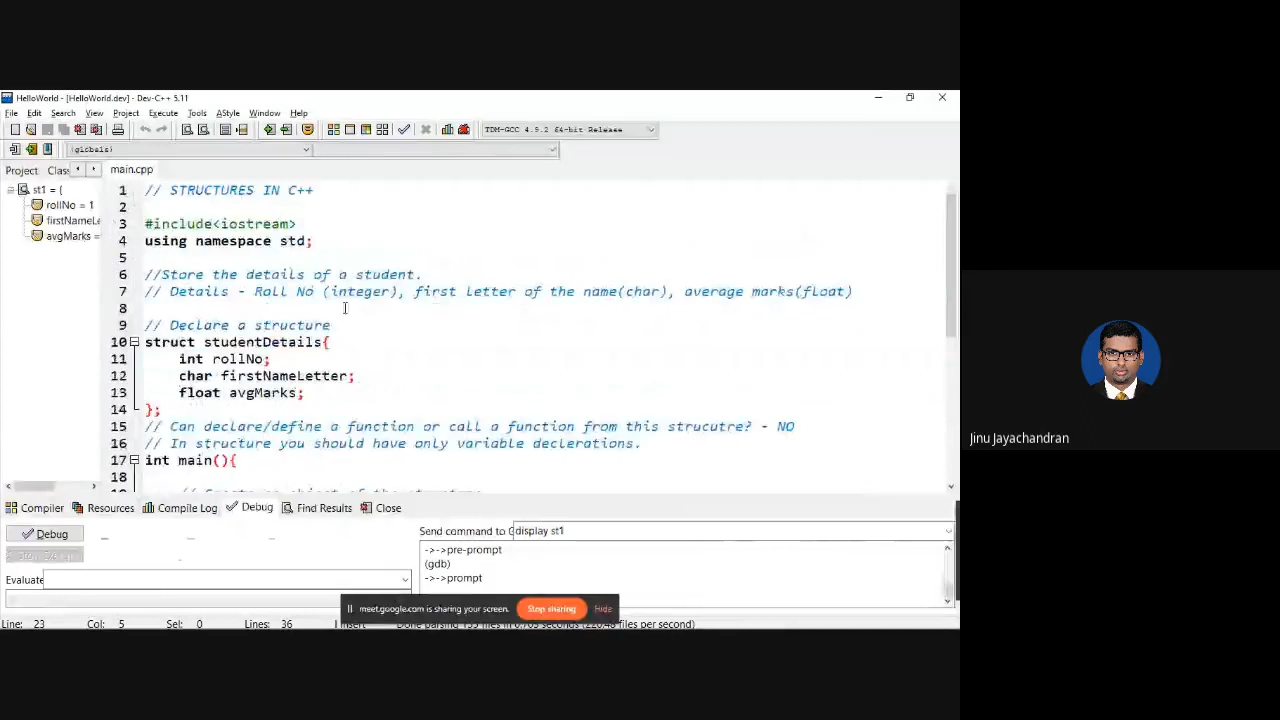 HelloWorld - [HelloWorld.dev] - Dev-C++ 5.11
File Edit Search View Project Execute Tools AStyle Window Help
TDM-GCC 4.9.2 64-bit Release
(globals)
Project Class main.cpp
st1 = {
rollNo = 1
firstNameLe
avgMarks =
1 // STRUCTURES IN C++
2
3 #include<iostream>
4 using namespace std;
5
6 //Store the details of a student.
7 // Details - Roll No (integer), first letter of the name(char), average marks(float)
8
9 // Declare a structure
10 struct studentDetails{
11 int rollNo;
12 char firstNameLetter;
13 float avgMarks;
14 };
15 // Can declare/define a function or call a function from this strucutre? - NO
16 // In structure you should have only variable declerations.
17 int main(){
18
Compiler Resources Compile Log Debug Find Results Close
Debug
Send command to G display st1
->->pre-prompt
(gdb)
->->prompt
Evaluate
meet.google.com is sharing your screen. Stop sharing Hide
Line: 23 Col: 5 Sel: 0 Lines: 36 Insert Done parsing files per second)
Jinu Jayachandran